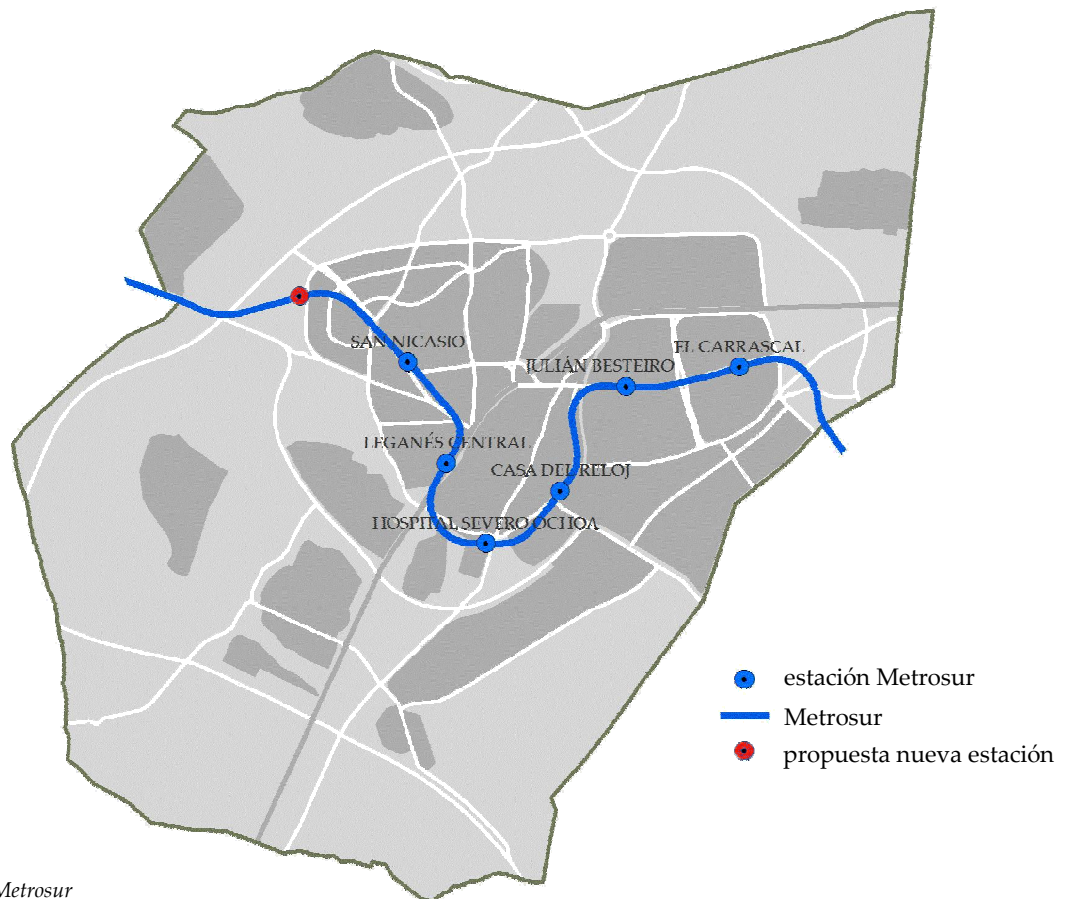 SAN NICASIO
EL CARRASCAL
JULIÁN BESTEIRO
LEGANÉS CENTRAL
CASA DEL RELOJ
HOSPITAL SEVERO OCHOA
estación Metrosur
Metrosur
propuesta nueva estación
Metrosur